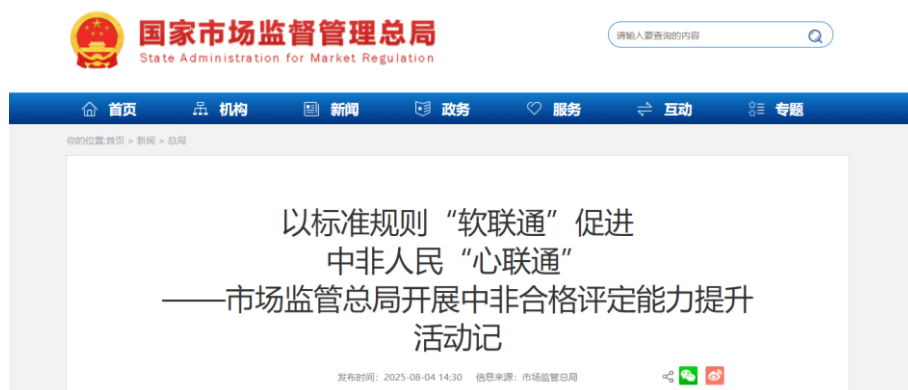 国家市场监督管理总局
State Administration for Market Regulation
请输入要查询的内容
首页 机构 新闻 政务 服务 互动 专题
你的位置:首页 > 新闻 > 总局
以标准规则“软联通”促进
中非人民“心联通”
——市场监管总局开展中非合格评定能力提升
活动记
发布时间：2025-08-04 14:30 信息来源：市场监管总局